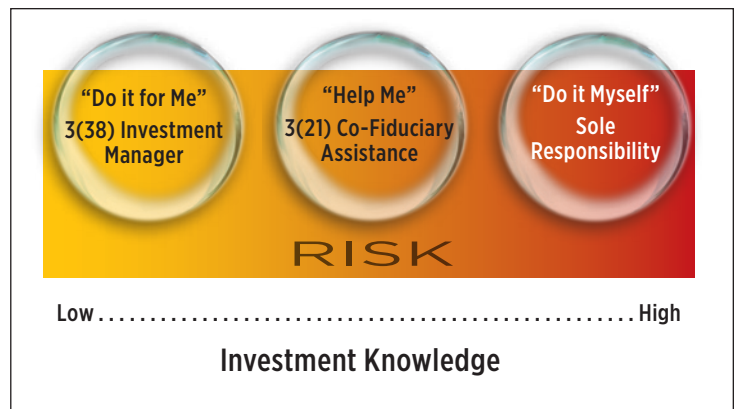 “Do it for Me”
3(38) Investment
Manager
“Help Me”
3(21) Co-Fiduciary
Assistance
“Do it Myself”
Sole
Responsibility
RISK
Low . . . . . . . . . . . . . . . . . . . . . . . . . . . . . . . . . . . . . . . . . . . . . . . . . . . . High
Investment Knowledge